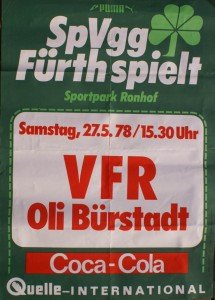 PUMA
SpVgg
Fürth spielt
Sportpark Ronhof
Samstag, 27.5.78/15.30 Uhr
VFR
Oli Bürstadt
Coca-Cola
Quelle-INTERNATIONAL